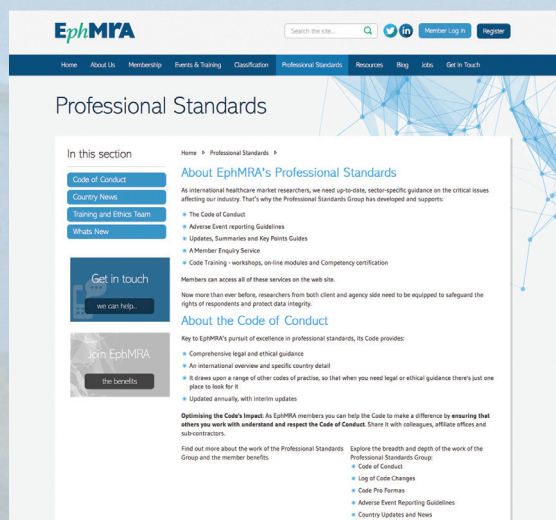 EphMRA
Search the site...
Member Log in
Register
Home About Us Membership Events & Training Classification Professional Standards Resources Blog Jobs Get In Touch
Professional Standards
In this section
Code of Conduct
Country News
Training and Ethics Team
Whats New
Get in touch
we can help..
Join EphMRA
the benefits
Home Professional Standards
About EphMRA's Professional Standards
As international healthcare market researchers, we need up-to-date, sector-specific guidance on the critical issues
affecting our industry. That's why the Professional Standards Group has developed and supports:
The Code of Conduct
Adverse Event reporting Guidelines
Updates, Summaries and Key Points Guides
A Member Enquiry Service
Code Training - workshops, on-line modules and Competency certification
Members can access all of these services on the web site.
Now more than ever before, researchers from both client and agency side need to be equipped to safeguard the
rights of respondents and protect data integrity.
About the Code of Conduct
Key to EphMRA's pursuit of excellence in professional standards, its Code provides:
Comprehensive legal and ethical guidance
An international overview and specific country detail
It draws upon a range of other codes of practise, so that when you need legal or ethical guidance there's just one
place to look for it
Updated annually, with interim updates
Optimising the Code's Impact: As EphMRA members you can help the Code to make a difference by ensuring that
others you work with understand and respect the Code of Conduct. Share it with colleagues, affiliate offices and
sub-contractors.
Find out more about the work of the Professional Standards
Group and the member benefits.
Explore the breadth and depth of the work of the
Professional Standards Group:
Code of Conduct
Log of Code Changes
Code Pro Formas
Adverse Event Reporting Guidelines
Country Updates and News